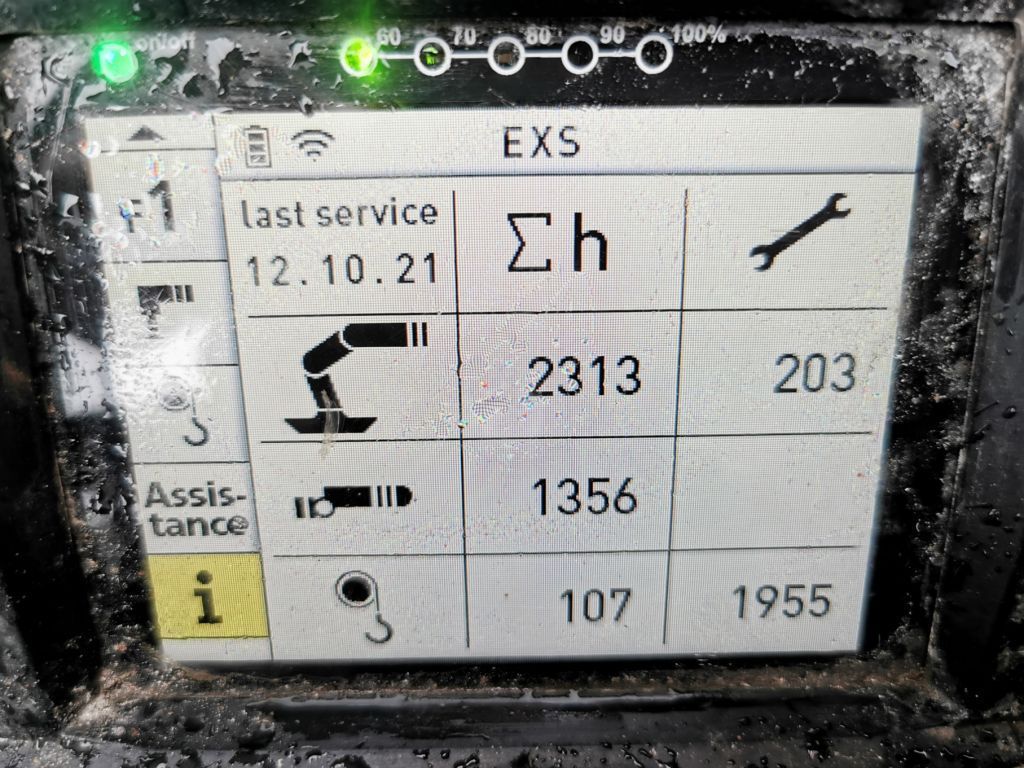 on/off
60 70 80 90 100%
EXS
F1
last service
12.10.21
Σh
2313
203
1356
Assis-
tance
i
107
1955